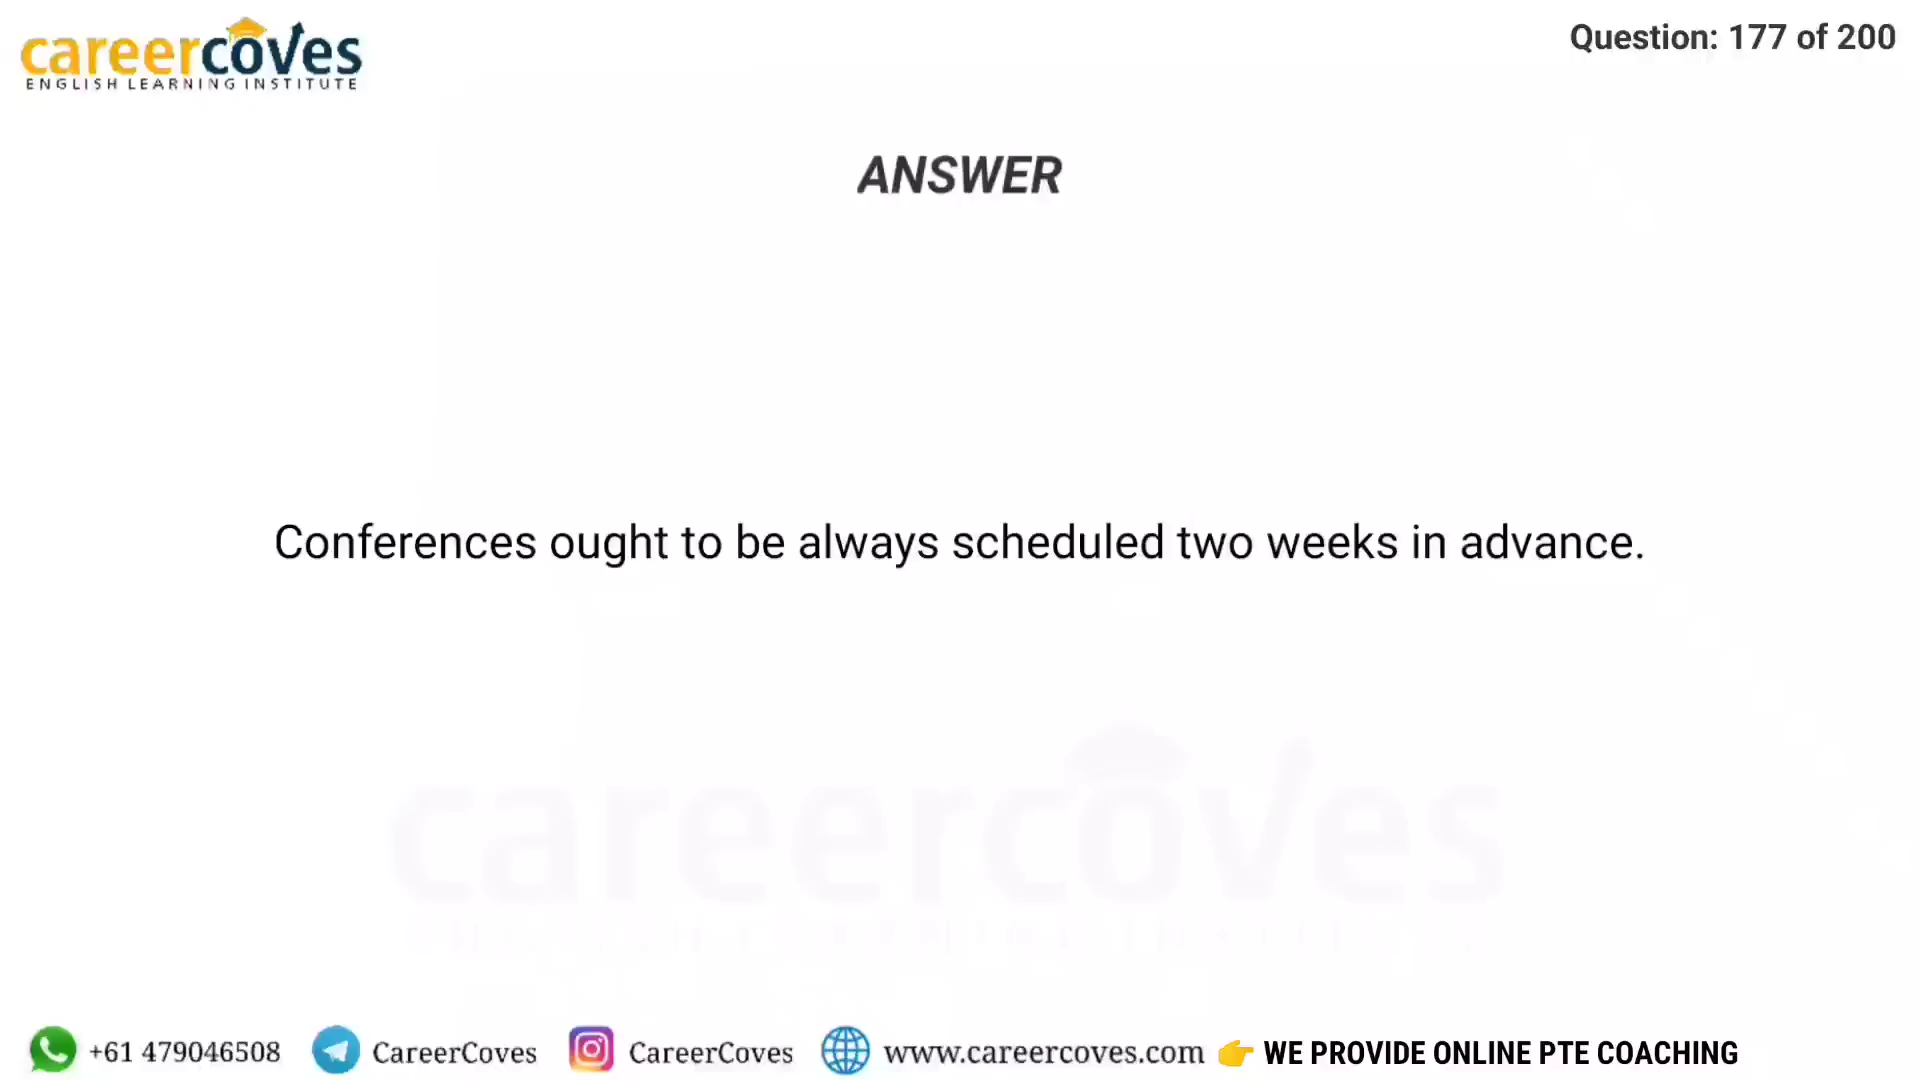 careercoves
ENGLISH LEARNING INSTITUTE
Question: 177 of 200
ANSWER
Conferences ought to be always scheduled two weeks in advance.
careercoves
+61 479046508 CareerCoves CareerCoves www.careercoves.com 👉 WE PROVIDE ONLINE PTE COACHING